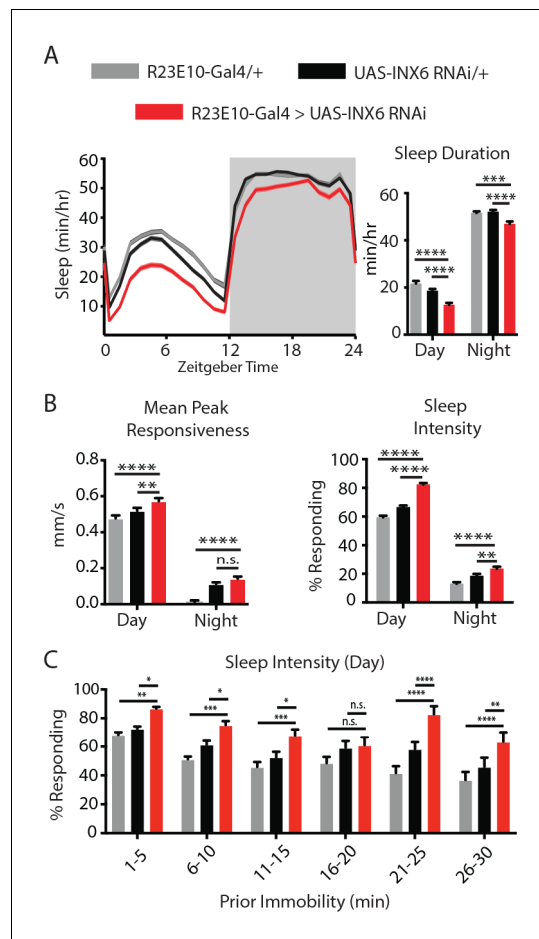 A
R23E10-Gal4/+
UAS-INX6 RNAi/+
R23E10-Gal4 > UAS-INX6 RNAi
Sleep (min/hr)
60
50
40
30
20
10
0
6
12
18
24
Zeitgeber Time
Sleep Duration
min/hr
60
40
20
0
***
****
****
****
Day
Night
B
Mean Peak
Responsiveness
mm/s
0.8
0.6
0.4
0.2
0.0
****
**
****
n.s.
Day
Night
Sleep
Intensity
% Responding
100
80
60
40
20
0
****
****
****
**
Day
Night
C
Sleep Intensity (Day)
% Responding
100
80
60
40
20
0
*
**
*
***
*
***
n.s.
n.s.
****
****
**
****
1-5
6-10
11-15
16-20
21-25
26-30
Prior Immobility (min)